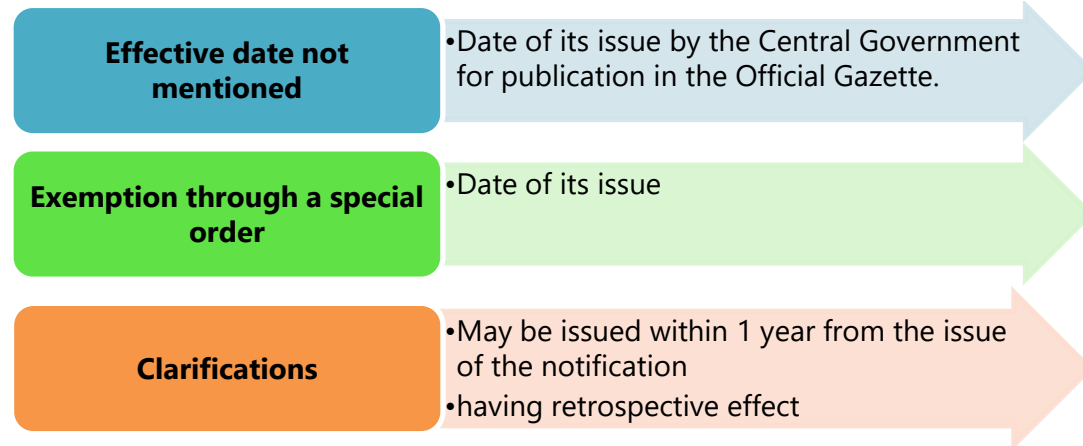 Effective date not
mentioned
•Date of its issue by the Central Government
for publication in the Official Gazette.
Exemption through a special
order
•Date of its issue
Clarifications
•May be issued within 1 year from the issue
of the notification
•having retrospective effect